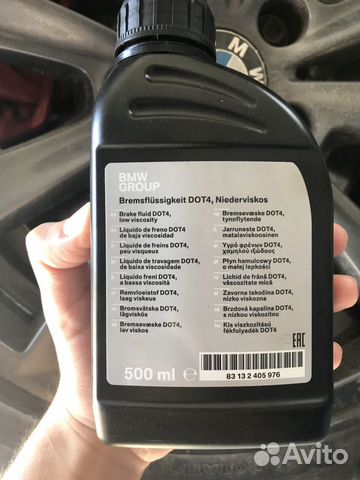 BMW
BMW
GROUP
Bremsflüssigkeit DOT4, Niederviskos
Brake fluid DOT4,
low viscosity
Líquido de freno DOT4
de baja viscosidad
Liquide de freins DOT4,
peu visqueux
Líquido de travagem DOT4,
de baixa viscosidade
Liquido freni DOT4,
a bassa viscosità
Remvloeistof DOT4,
laag viskeus
Bromsvätska DOT4,
lågviskös
Bremsevæske DOT4,
lav viskos
Bremsevæske DOT4,
tynnflytende
Jarruneste DOT4,
matalaviskoosinen
Υγρό φρένων DOT4,
χαμηλού ιξώδους
Płyn hamulcowy DOT4,
o małej lepkości
Lichid de frână DOT4,
vâscozitate mică
Zavorna tekočina DOT4,
nizko viskozna
Brzdová kapalina DOT4,
s nízkou viskozitou
Kis viszkozitású
fékfolyadék DOT4
EAC
500 ml e
83 13 2 405 976
Avito